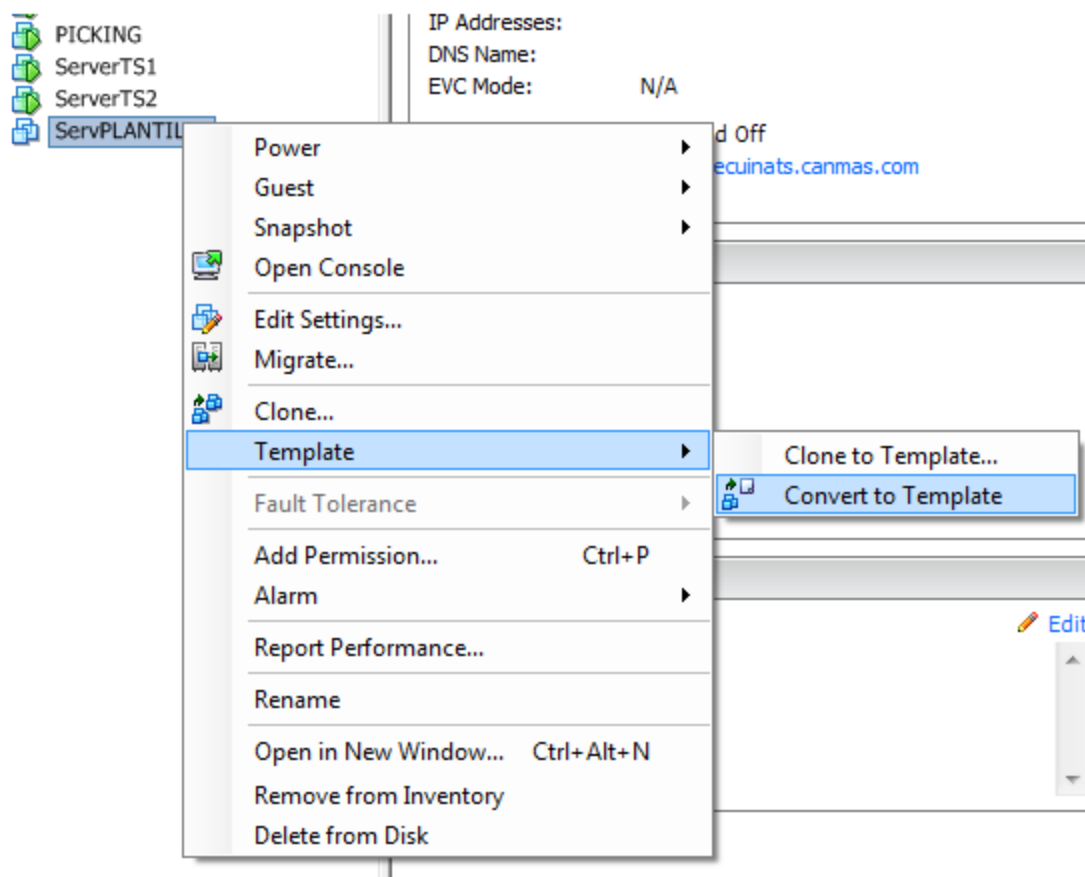 PICKING
ServerTS1
ServerTS2
ServPLANTIL
IP Addresses:
DNS Name:
EVC Mode: N/A
d Off
ecuinats.canmas.com
Power
Guest
Snapshot
Open Console
Edit Settings...
Migrate...
Clone...
Template
Clone to Template...
Convert to Template
Fault Tolerance
Add Permission... Ctrl+P
Alarm
Report Performance...
Rename
Open in New Window... Ctrl+Alt+N
Remove from Inventory
Delete from Disk
Edit